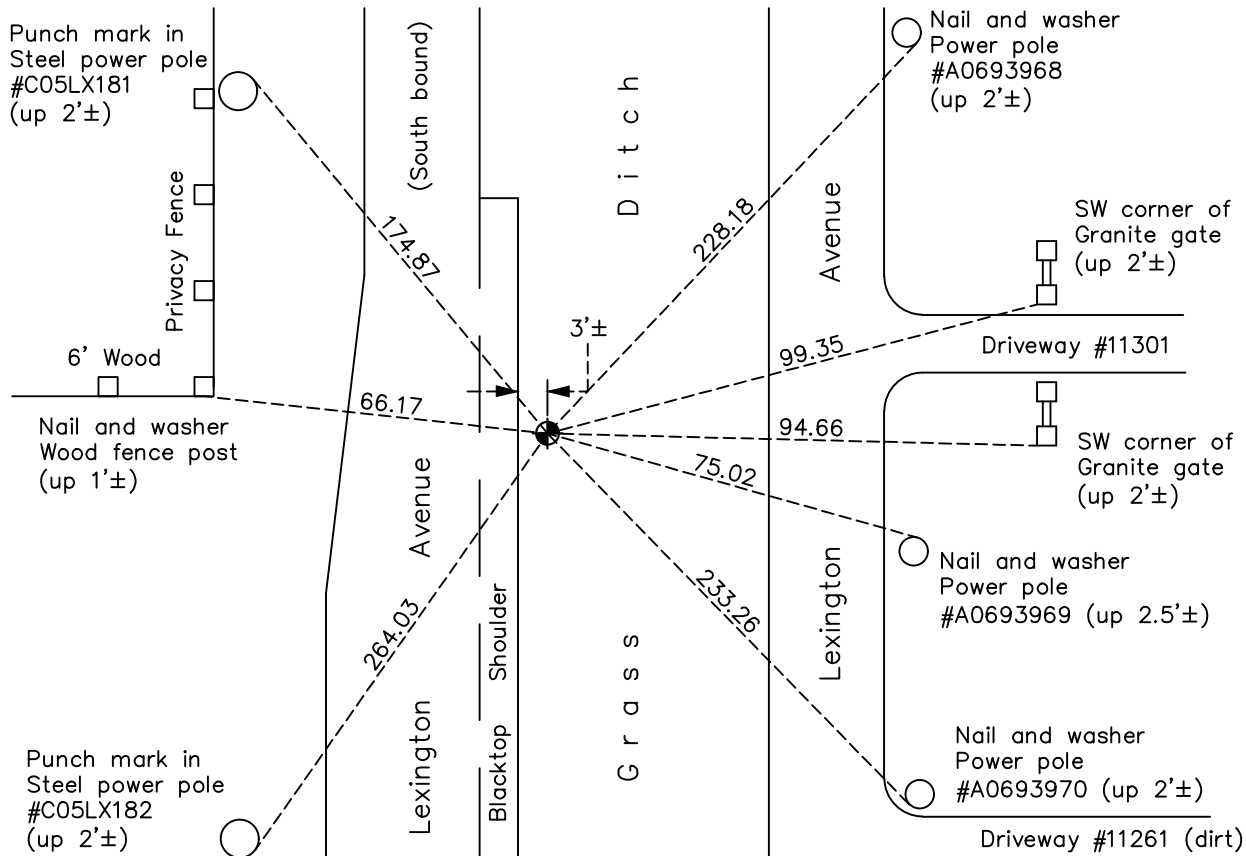 Punch mark in
Steel power pole
#C05LX181
(up 2'±)
(South bound)
Ditch
Nail and washer
Power pole
#A0693968
(up 2'±)
Privacy Fence
174.87
228.18
Avenue
SW corner of
Granite gate
(up 2'±)
6' Wood
3'±
99.35
Driveway #11301
66.17
Nail and washer
Wood fence post
(up 1'±)
94.66
SW corner of
Granite gate
(up 2'±)
75.02
Nail and washer
Power pole
#A0693969 (up 2.5'±)
264.03
Lexington Avenue
Blacktop Shoulder
Grass
233.26
Lexington
Punch mark in
Steel power pole
#C05LX182
(up 2'±)
Nail and washer
Power pole
#A0693970 (up 2'±)
Driveway #11261 (dirt)